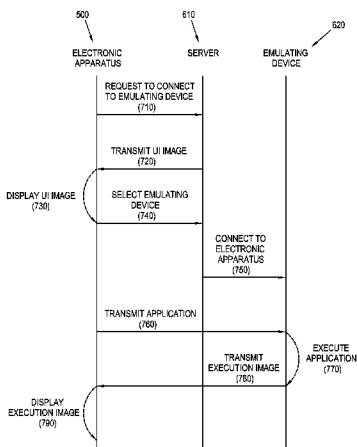 500
610
620
ELECTRONIC
APPARATUS
SERVER
EMULATING
DEVICE
REQUEST TO CONNECT
TO EMULATING DEVICE
(710)
TRANSMIT UI IMAGE
(720)
DISPLAY UI IMAGE
(730)
SELECT EMULATING
DEVICE
(740)
CONNECT TO
ELECTRONIC
APPARATUS
(750)
TRANSMIT APPLICATION
(760)
EXECUTE
APPLICATION
(770)
TRANSMIT
EXECUTION IMAGE
(780)
DISPLAY
EXECUTION IMAGE
(790)